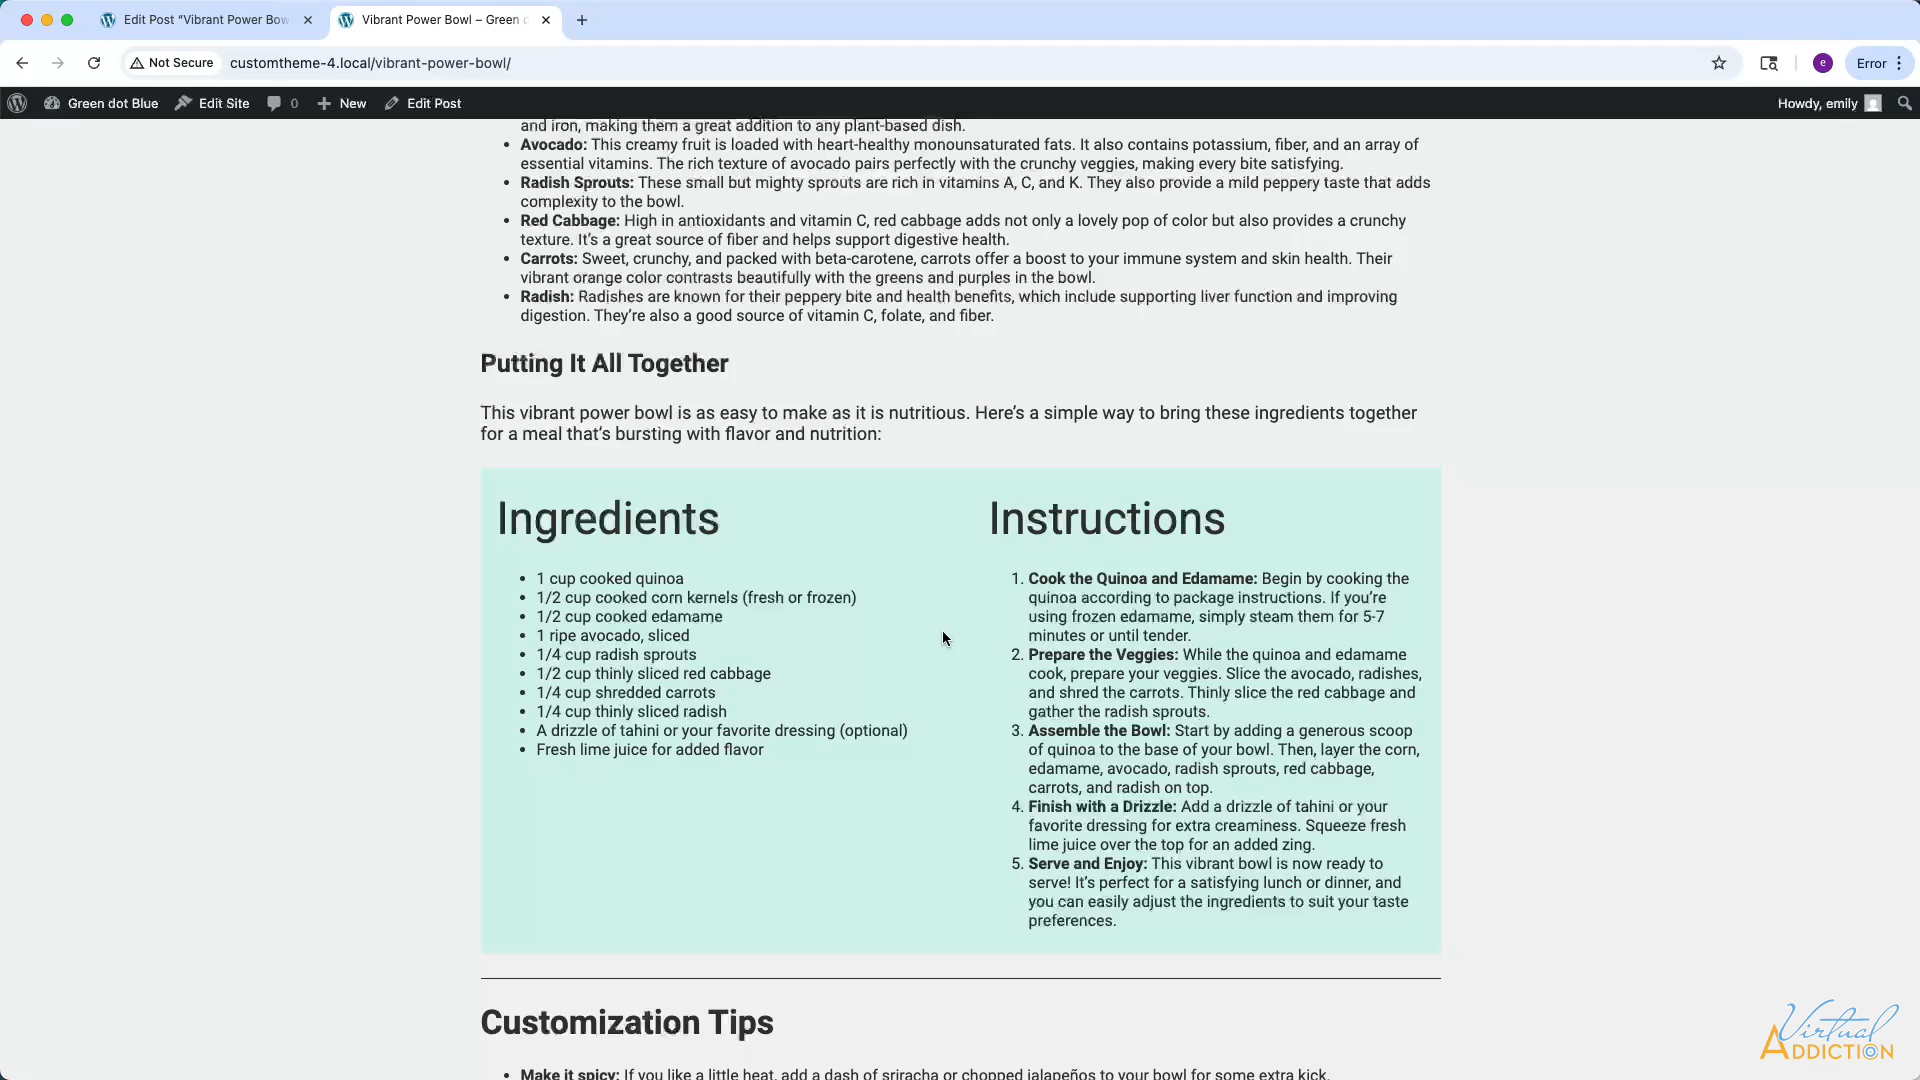 Edit Post “Vibrant Power Bow
Vibrant Power Bowl – Green d
Not Secure
customtheme-4.local/vibrant-power-bowl/
e
Error
Green dot Blue
Edit Site
0
New
Edit Post
Howdy, emily
and iron, making them a great addition to any plant-based dish.
• Avocado: This creamy fruit is loaded with heart-healthy monounsaturated fats. It also contains potassium, fiber, and an array of
essential vitamins. The rich texture of avocado pairs perfectly with the crunchy veggies, making every bite satisfying.
• Radish Sprouts: These small but mighty sprouts are rich in vitamins A, C, and K. They also provide a mild peppery taste that adds
complexity to the bowl.
• Red Cabbage: High in antioxidants and vitamin C, red cabbage adds not only a lovely pop of color but also provides a crunchy
texture. It’s a great source of fiber and helps support digestive health.
• Carrots: Sweet, crunchy, and packed with beta-carotene, carrots offer a boost to your immune system and skin health. Their
vibrant orange color contrasts beautifully with the greens and purples in the bowl.
• Radish: Radishes are known for their peppery bite and health benefits, which include supporting liver function and improving
digestion. They’re also a good source of vitamin C, folate, and fiber.
Putting It All Together
This vibrant power bowl is as easy to make as it is nutritious. Here’s a simple way to bring these ingredients together
for a meal that’s bursting with flavor and nutrition:
Ingredients
• 1 cup cooked quinoa
• 1/2 cup cooked corn kernels (fresh or frozen)
• 1/2 cup cooked edamame
• 1 ripe avocado, sliced
• 1/4 cup radish sprouts
• 1/2 cup thinly sliced red cabbage
• 1/4 cup shredded carrots
• 1/4 cup thinly sliced radish
• A drizzle of tahini or your favorite dressing (optional)
• Fresh lime juice for added flavor
Instructions
1. Cook the Quinoa and Edamame: Begin by cooking the
quinoa according to package instructions. If you’re
using frozen edamame, simply steam them for 5-7
minutes or until tender.
2. Prepare the Veggies: While the quinoa and edamame
cook, prepare your veggies. Slice the avocado, radishes,
and shred the carrots. Thinly slice the red cabbage and
gather the radish sprouts.
3. Assemble the Bowl: Start by adding a generous scoop
of quinoa to the base of your bowl. Then, layer the corn,
edamame, avocado, radish sprouts, red cabbage,
carrots, and radish on top.
4. Finish with a Drizzle: Add a drizzle of tahini or your
favorite dressing for extra creaminess. Squeeze fresh
lime juice over the top for an added zing.
5. Serve and Enjoy: This vibrant bowl is now ready to
serve! It’s perfect for a satisfying lunch or dinner, and
you can easily adjust the ingredients to suit your taste
preferences.
Customization Tips
• Make it spicy: If you like a little heat, add a dash of sriracha or chopped jalapeños to your bowl for some extra kick.
Virtual
ADDICTION